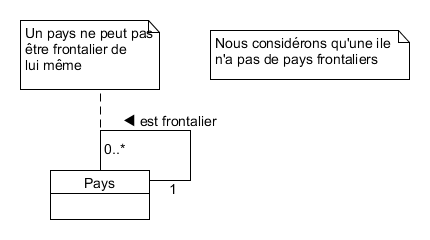 Un pays ne peut pas
être frontalier de
lui même
Nous considérons qu'une ile
n'a pas de pays frontaliers
◀ est frontalier
0..*
Pays
1